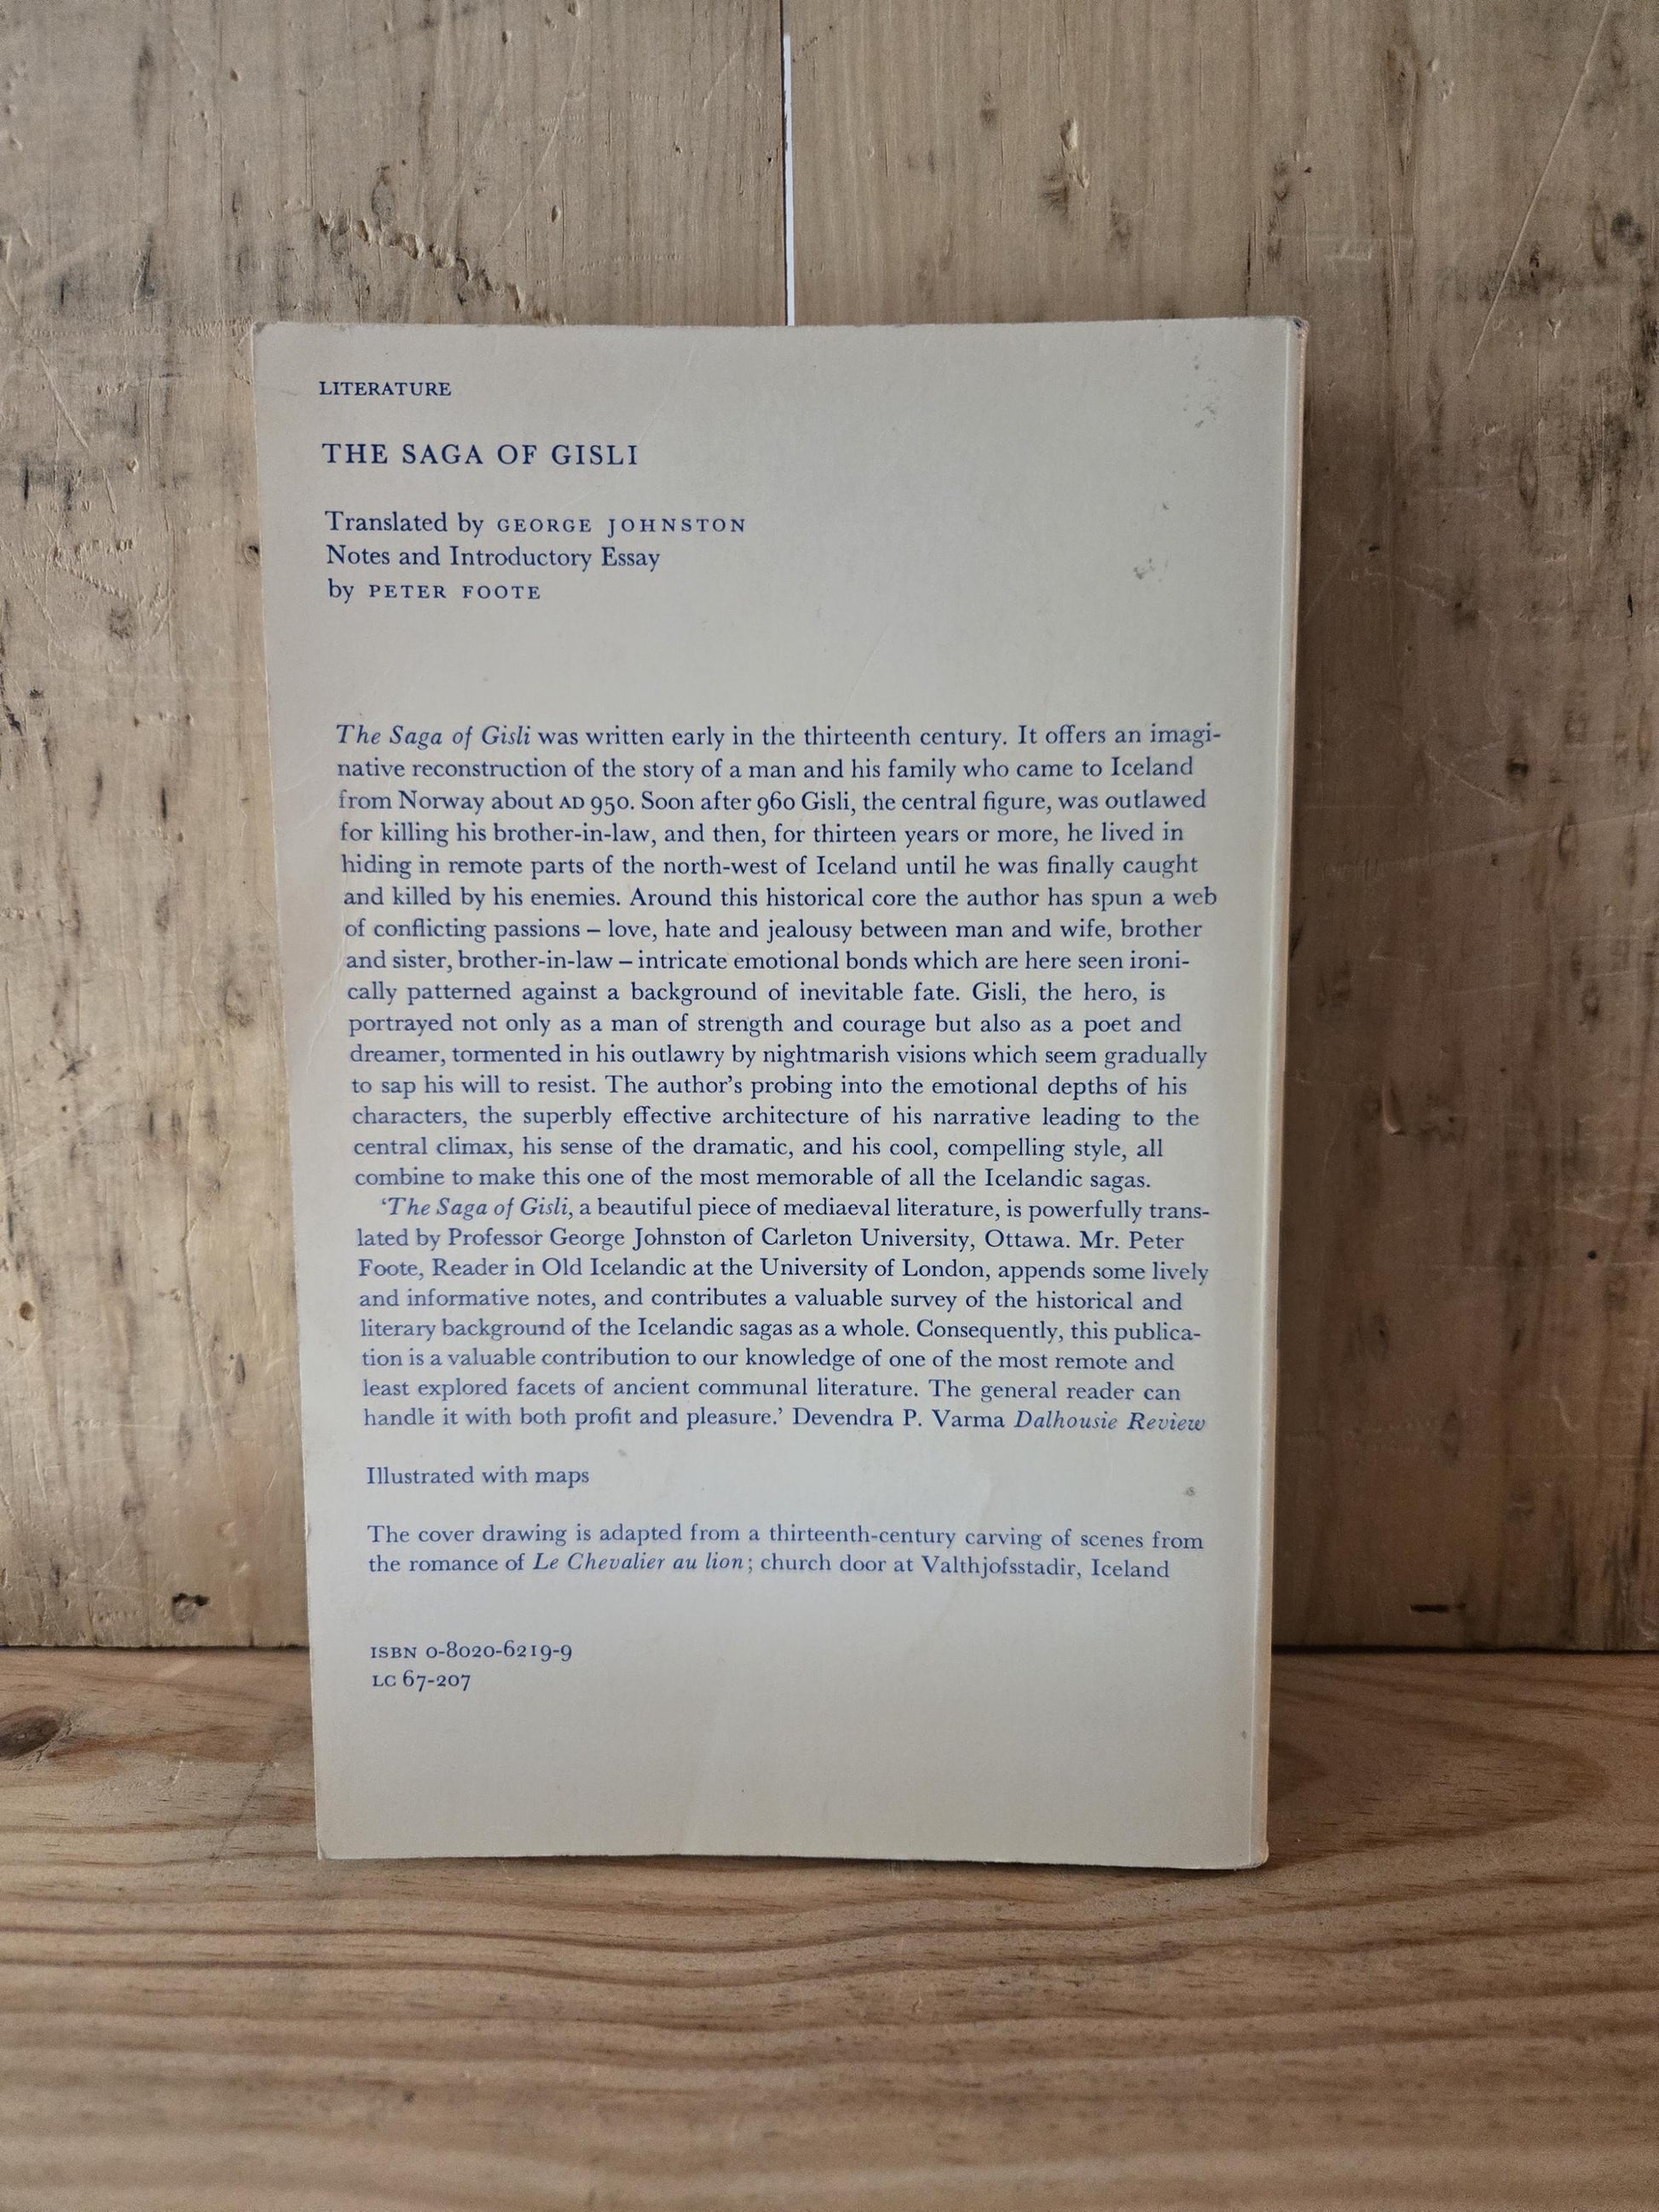 LITERATURE
THE SAGA OF GISLI
Translated by GEORGE JOHNSTON
Notes and Introductory Essay
by PETER FOOTE
The Saga of Gisli was written early in the thirteenth century. It offers an imagi-
native reconstruction of the story of a man and his family who came to Iceland
from Norway about AD 950. Soon after 960 Gisli, the central figure, was outlawed
for killing his brother-in-law, and then, for thirteen years or more, he lived in
hiding in remote parts of the north-west of Iceland until he was finally caught
and killed by his enemies. Around this historical core the author has spun a web
of conflicting passions – love, hate and jealousy between man and wife, brother
and sister, brother-in-law – intricate emotional bonds which are here seen ironi-
cally patterned against a background of inevitable fate. Gisli, the hero, is
portrayed not only as a man of strength and courage but also as a poet and
dreamer, tormented in his outlawry by nightmarish visions which seem gradually
to sap his will to resist. The author's probing into the emotional depths of his
characters, the superbly effective architecture of his narrative leading to the
central climax, his sense of the dramatic, and his cool, compelling style, all
combine to make this one of the most memorable of all the Icelandic sagas.
‘The Saga of Gisli, a beautiful piece of mediaeval literature, is powerfully trans-
lated by Professor George Johnston of Carleton University, Ottawa. Mr. Peter
Foote, Reader in Old Icelandic at the University of London, appends some lively
and informative notes, and contributes a valuable survey of the historical and
literary background of the Icelandic sagas as a whole. Consequently, this publica-
tion is a valuable contribution to our knowledge of one of the most remote and
least explored facets of ancient communal literature. The general reader can
handle it with both profit and pleasure.’ Devendra P. Varma Dalhousie Review
Illustrated with maps
The cover drawing is adapted from a thirteenth-century carving of scenes from
the romance of Le Chevalier au lion; church door at Valthjofsstadir, Iceland
ISBN 0-8020-6219-9
LC 67-207